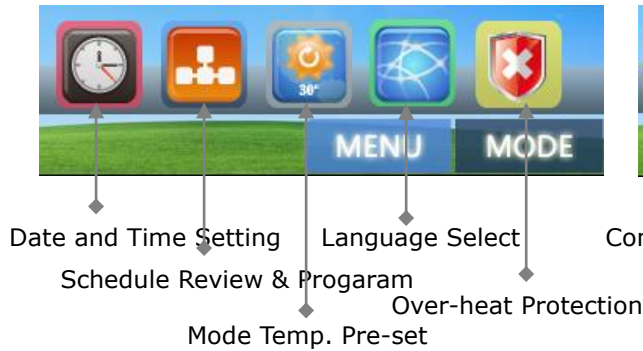 30°
MENU MODE
Date and Time Setting Language Select Cor
Schedule Review & Progaram
Over-heat Protection
Mode Temp. Pre-set